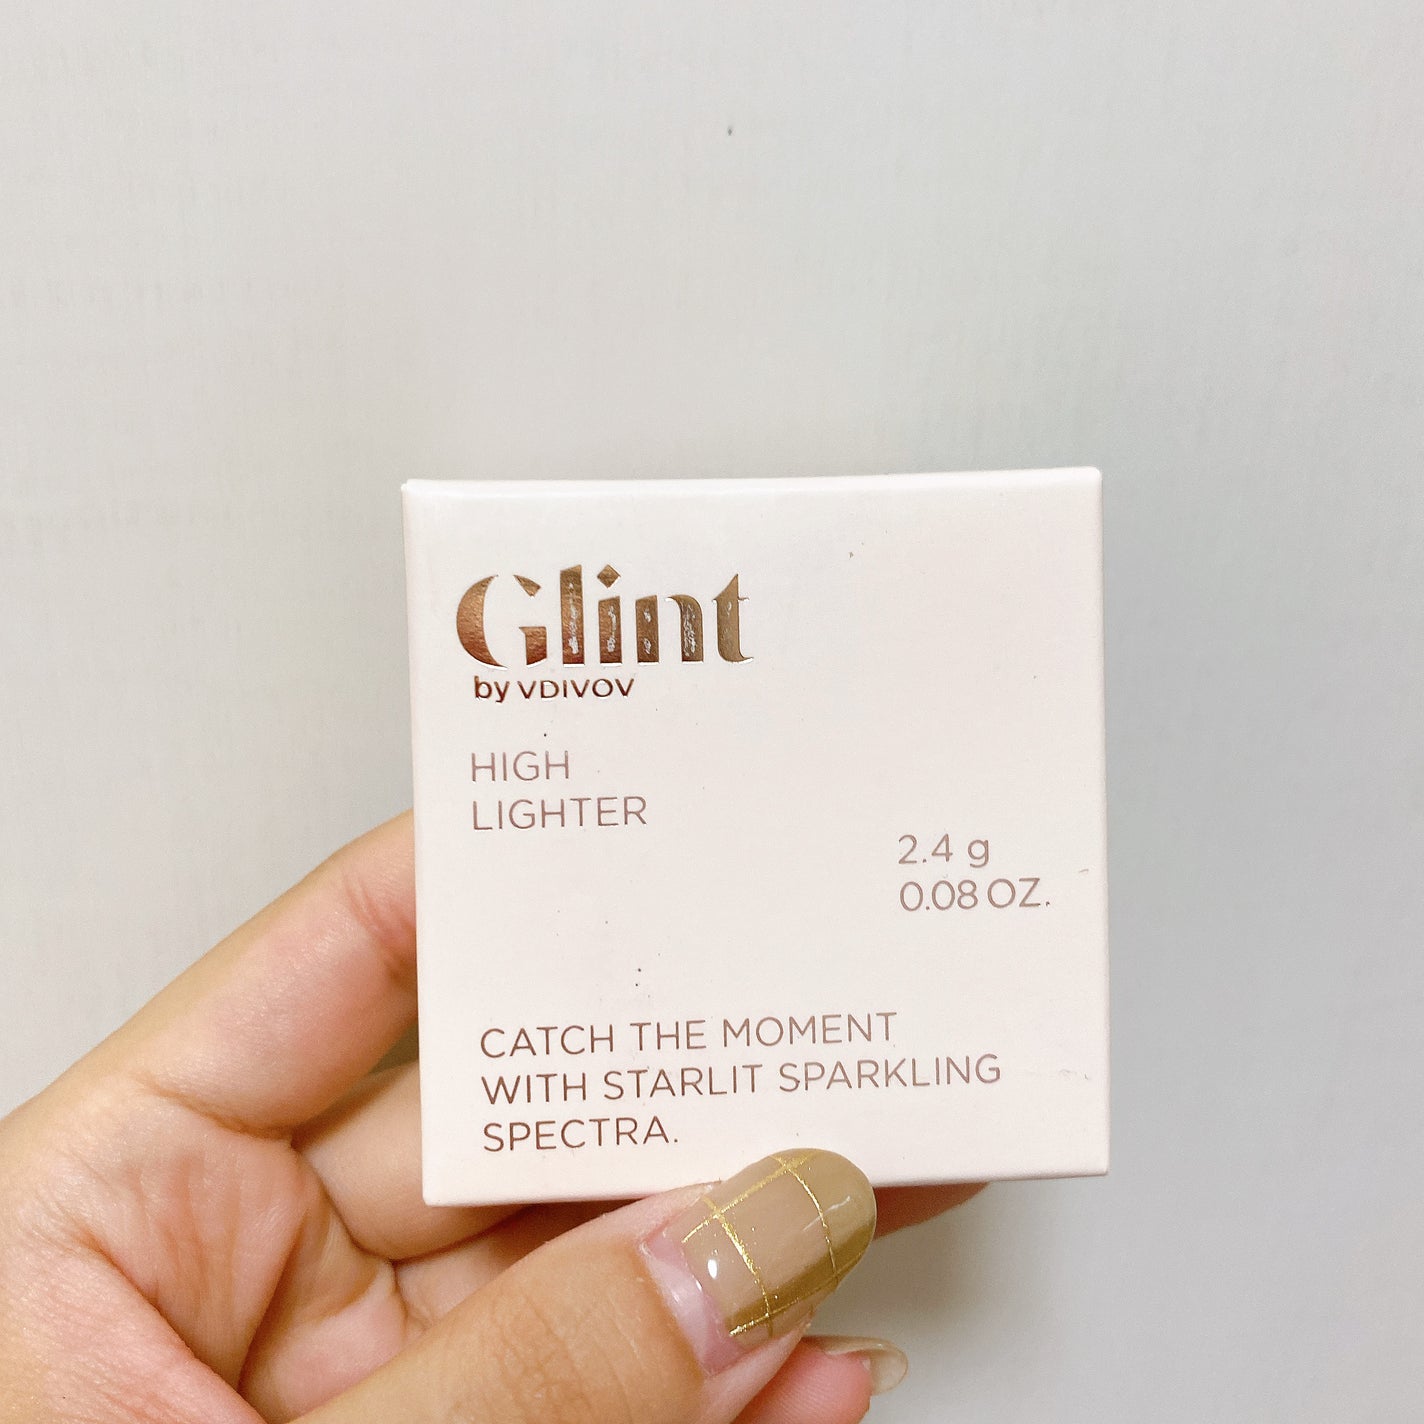 Glint
by VDIVOV
HIGH
LIGHTER
2.4 g
0.08 OZ.
CATCH THE MOMENT
WITH STARLIT SPARKLING
SPECTRA.